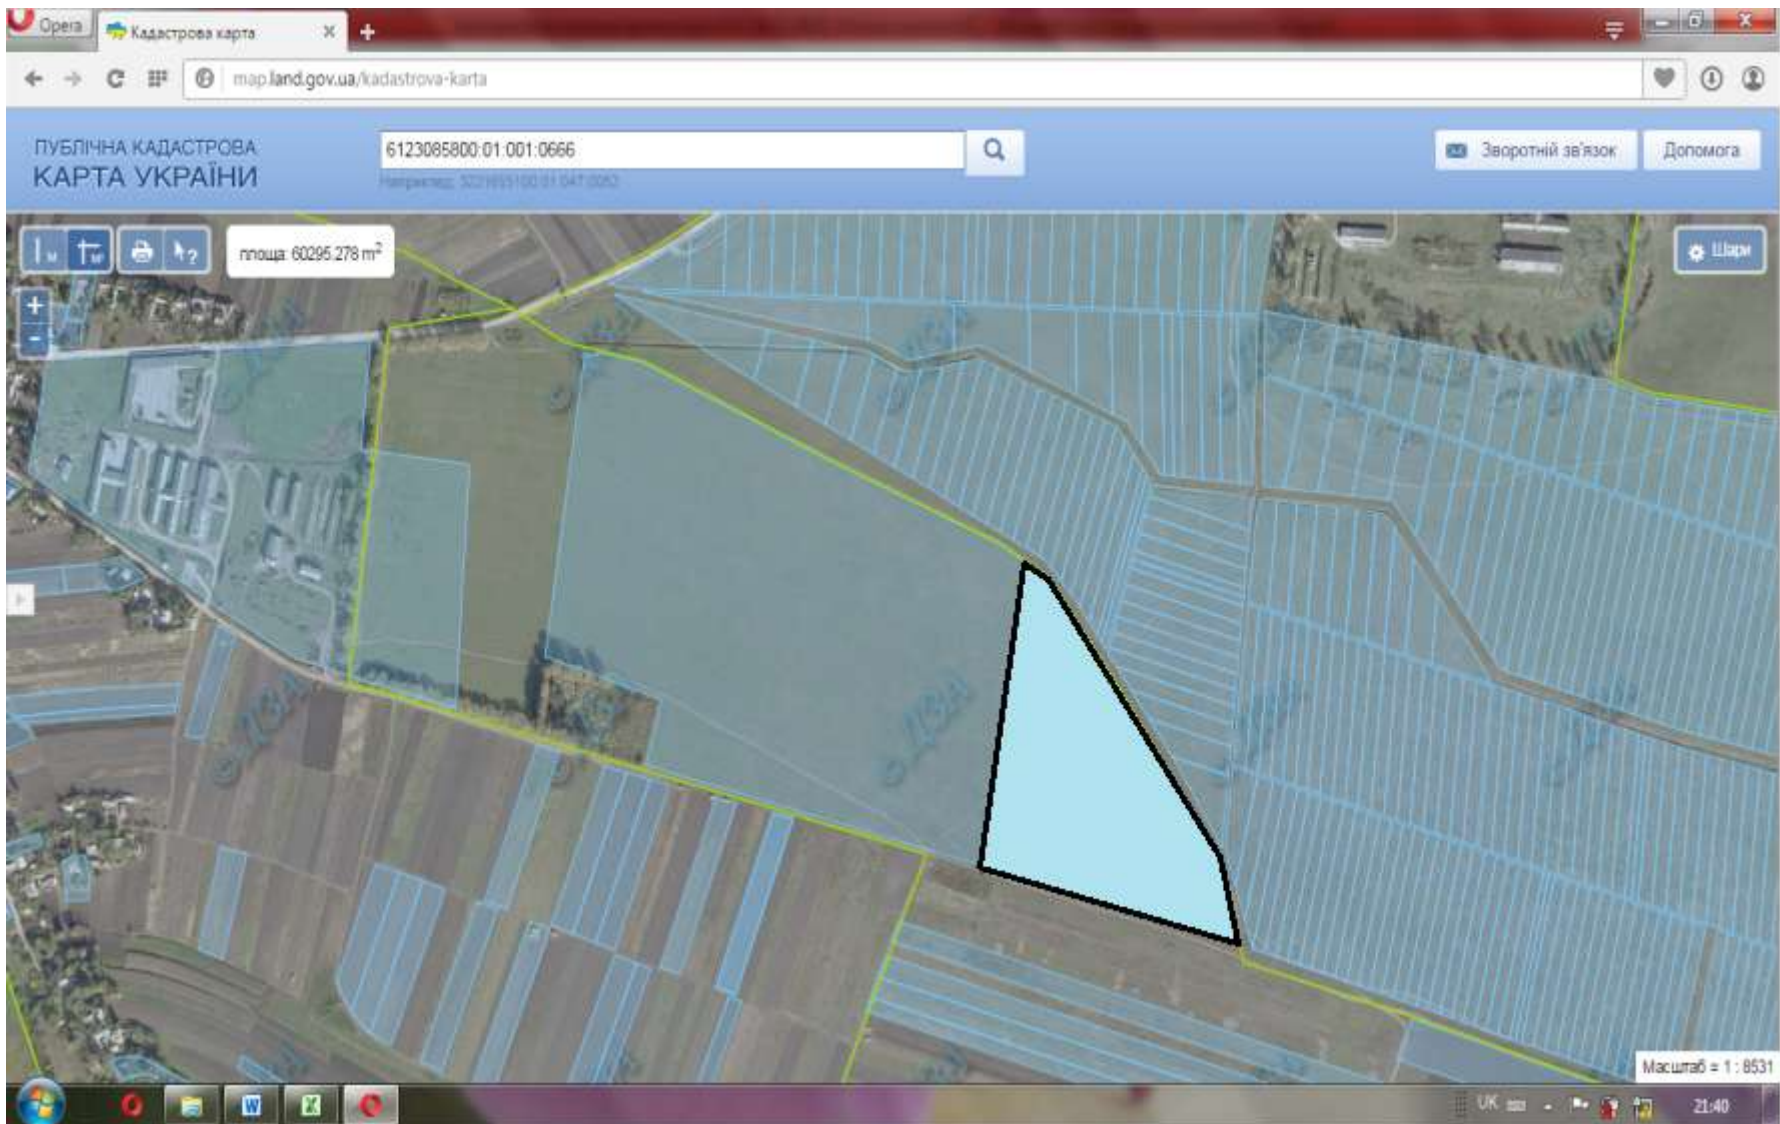 Opera
Кадастрова карта
map.land.gov.ua/kadastrova-karta
ПУБЛІЧНА КАДАСТРОВА
КАРТА УКРАЇНИ
6123085800:01:001:0666
Зворотній зв'язок
Допомога
м
площа: 60295.278 m²
Шари
Масштаб = 1 : 8531
UK
21:40